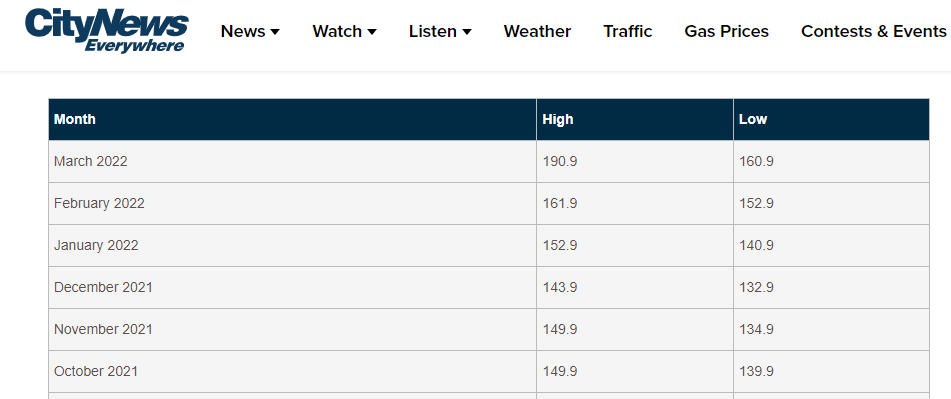 CityNews
Everywhere
News Watch Listen Weather Traffic Gas Prices Contests & Events
Month High Low
March 2022 190.9 160.9
February 2022 161.9 152.9
January 2022 152.9 140.9
December 2021 143.9 132.9
November 2021 149.9 134.9
October 2021 149.9 139.9